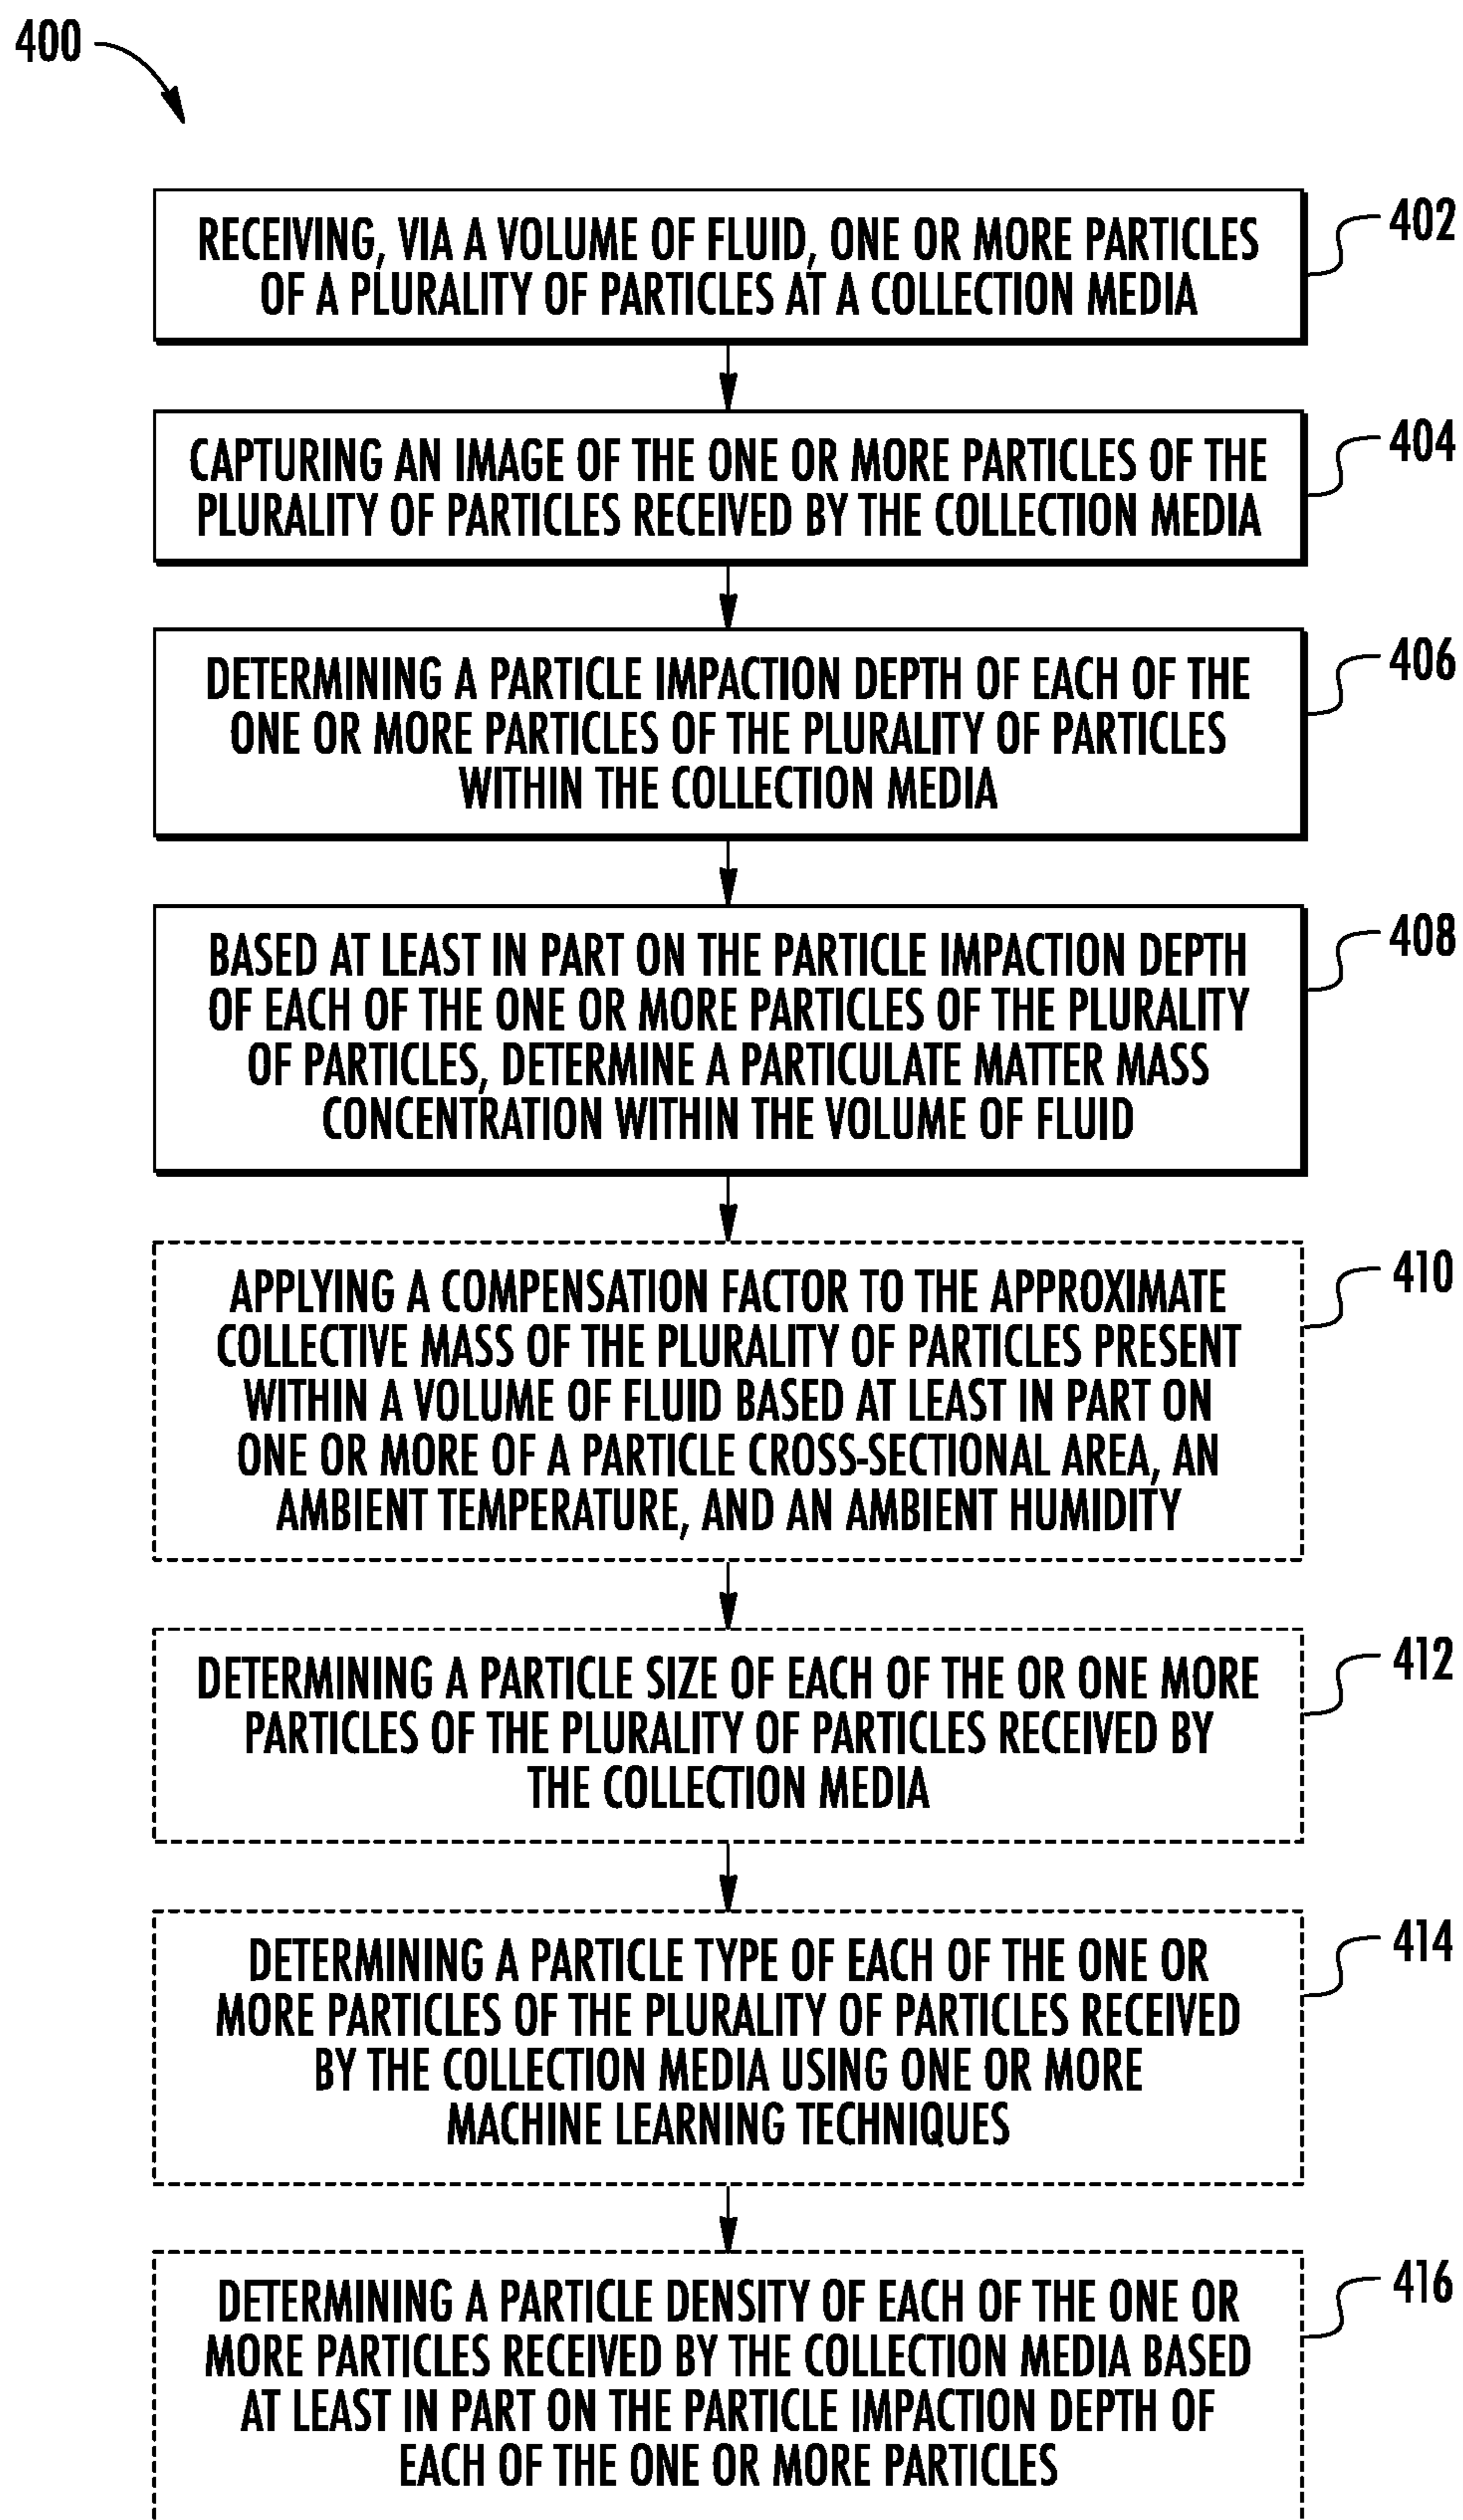 400
RECEIVING, VIA A VOLUME OF FLUID, ONE OR MORE PARTICLES
OF A PLURALITY OF PARTICLES AT A COLLECTION MEDIA
402
CAPTURING AN IMAGE OF THE ONE OR MORE PARTICLES OF THE
PLURALITY OF PARTICLES RECEIVED BY THE COLLECTION MEDIA
404
DETERMINING A PARTICLE IMPACTION DEPTH OF EACH OF THE
ONE OR MORE PARTICLES OF THE PLURALITY OF PARTICLES
WITHIN THE COLLECTION MEDIA
406
BASED AT LEAST IN PART ON THE PARTICLE IMPACTION DEPTH
OF EACH OF THE ONE OR MORE PARTICLES OF THE PLURALITY
OF PARTICLES, DETERMINE A PARTICULATE MATTER MASS
CONCENTRATION WITHIN THE VOLUME OF FLUID
408
APPLYING A COMPENSATION FACTOR TO THE APPROXIMATE
COLLECTIVE MASS OF THE PLURALITY OF PARTICLES PRESENT
WITHIN A VOLUME OF FLUID BASED AT LEAST IN PART ON
ONE OR MORE OF A PARTICLE CROSS-SECTIONAL AREA, AN
AMBIENT TEMPERATURE, AND AN AMBIENT HUMIDITY
410
DETERMINING A PARTICLE SIZE OF EACH OF THE OR ONE MORE
PARTICLES OF THE PLURALITY OF PARTICLES RECEIVED BY
THE COLLECTION MEDIA
412
DETERMINING A PARTICLE TYPE OF EACH OF THE ONE OR
MORE PARTICLES OF THE PLURALITY OF PARTICLES RECEIVED
BY THE COLLECTION MEDIA USING ONE OR MORE
MACHINE LEARNING TECHNIQUES
414
DETERMINING A PARTICLE DENSITY OF EACH OF THE ONE OR
MORE PARTICLES RECEIVED BY THE COLLECTION MEDIA BASED
AT LEAST IN PART ON THE PARTICLE IMPACTION DEPTH OF
EACH OF THE ONE OR MORE PARTICLES
416